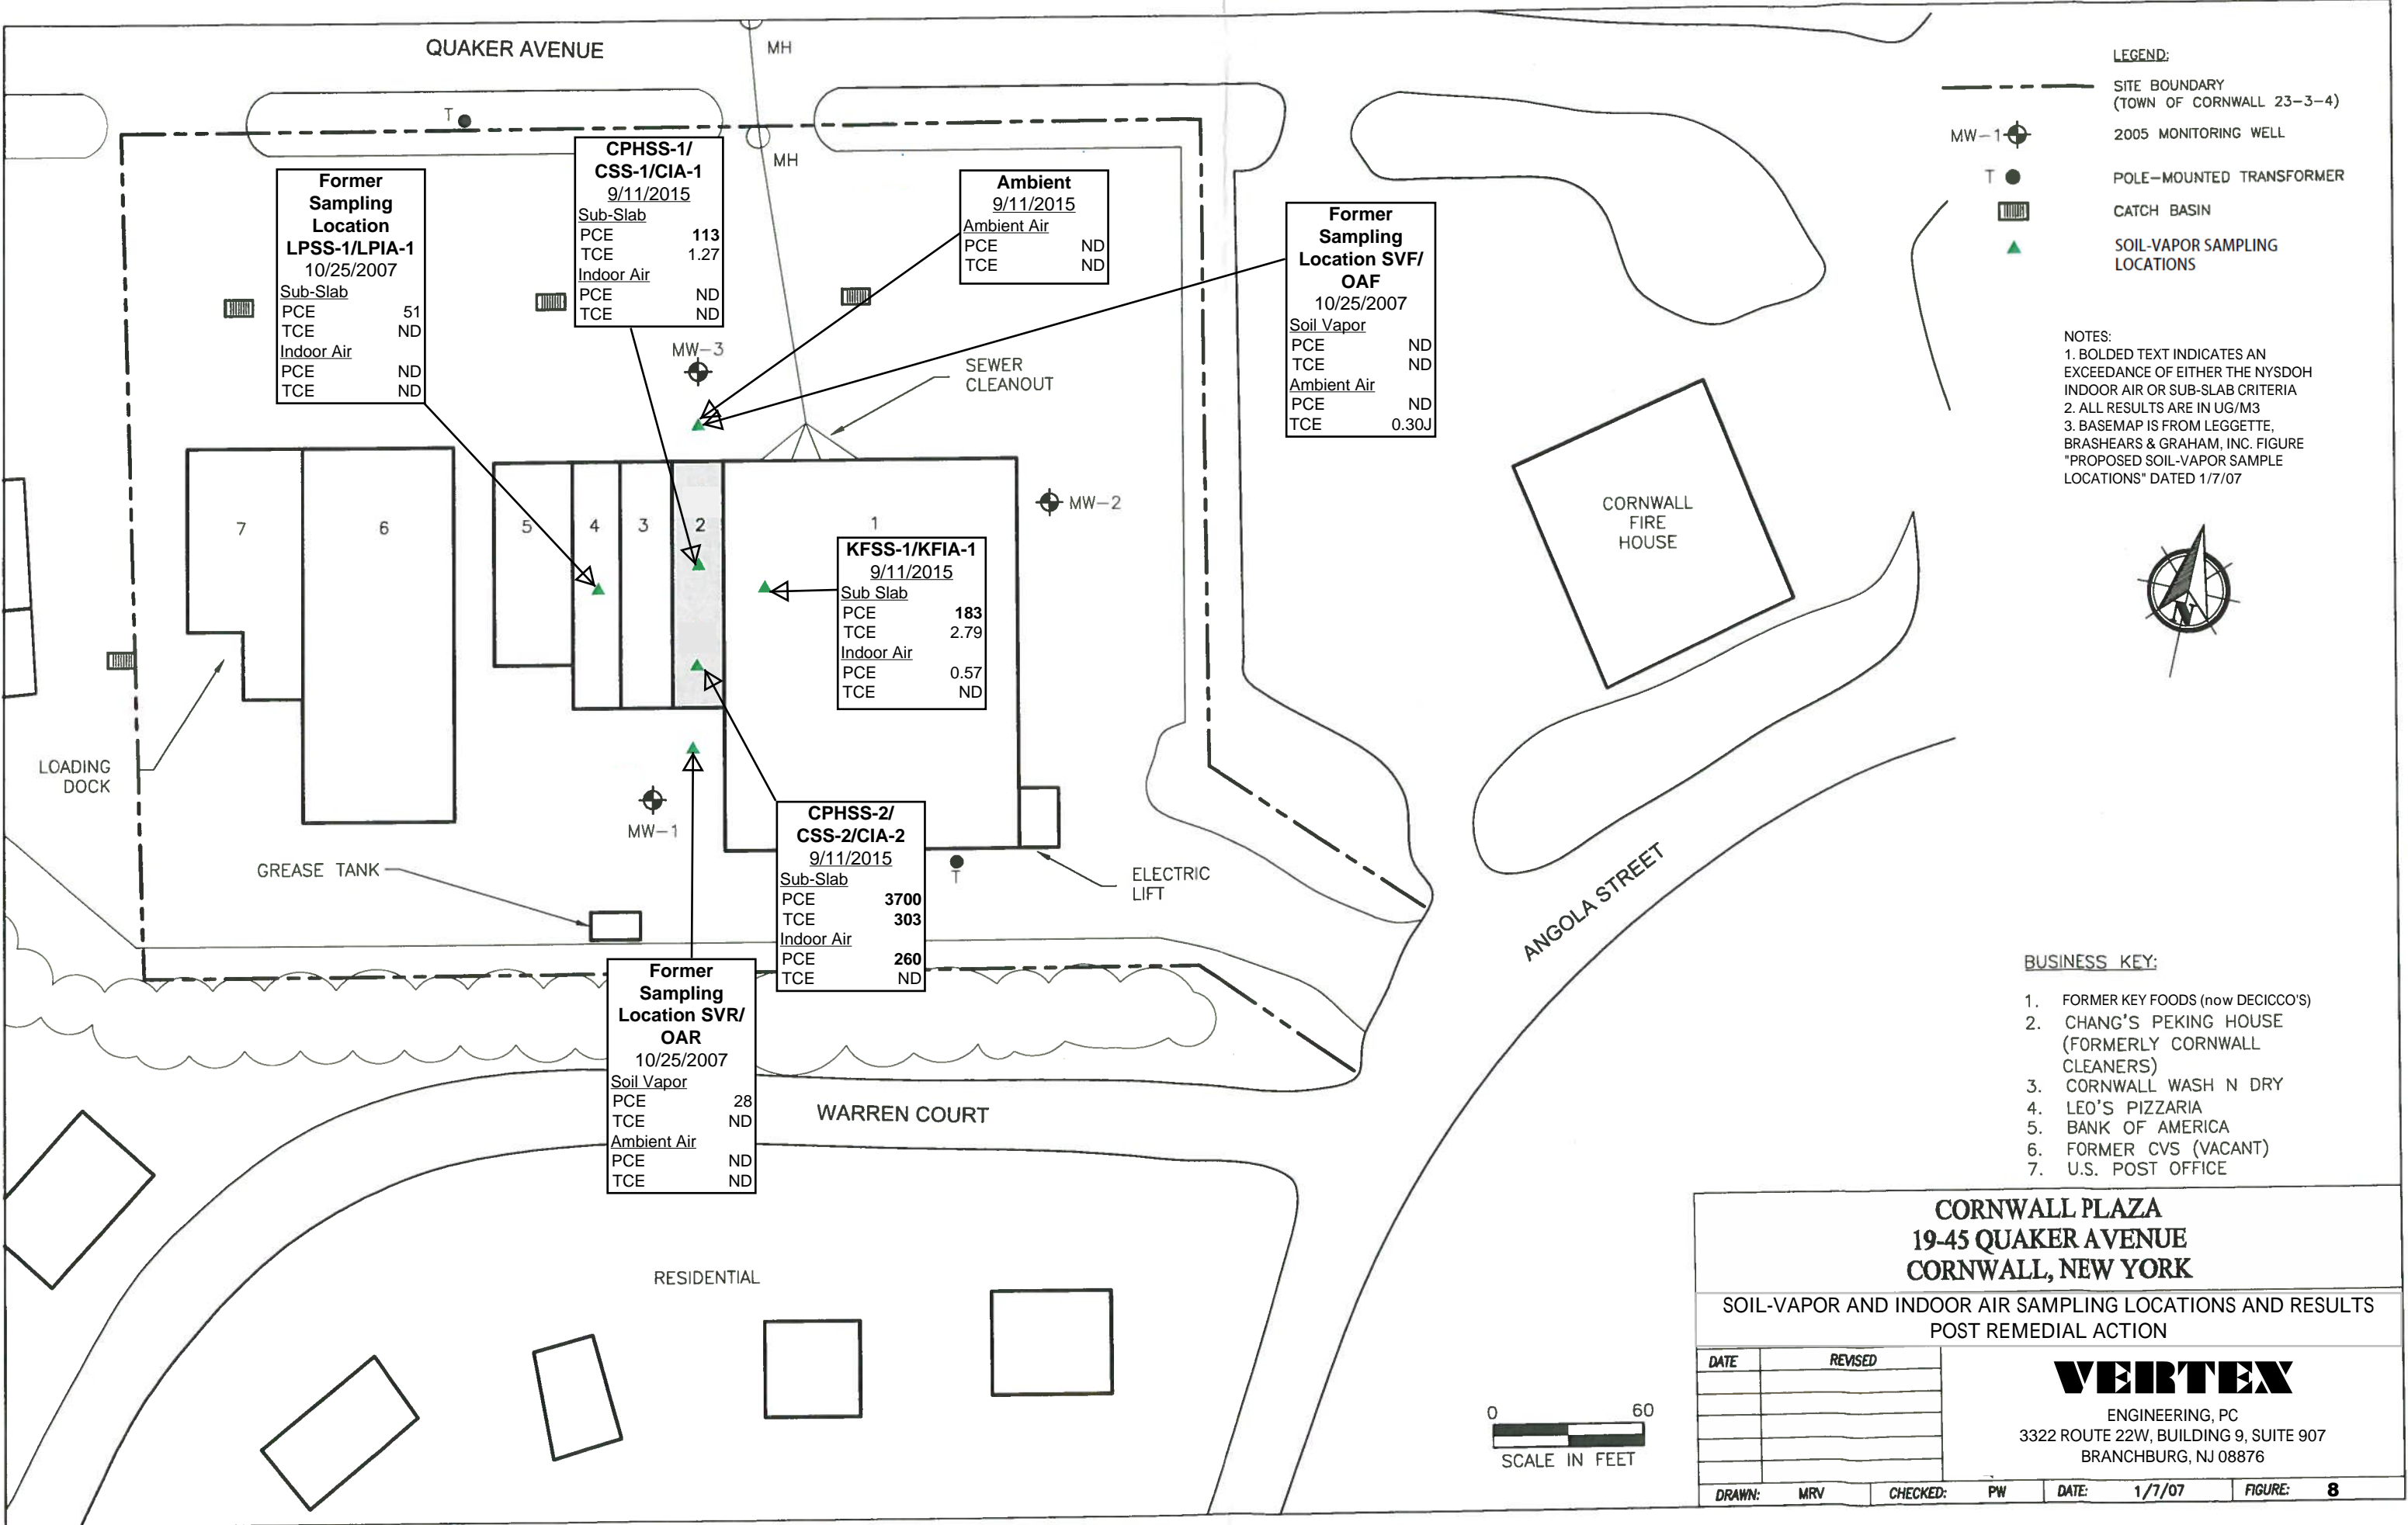 QUAKER AVENUE
MH
MH
T
Former
Sampling
Location
LPSS-1/LPIA-1
10/25/2007
Sub-Slab
PCE 51
TCE ND
Indoor Air
PCE ND
TCE ND
CPHSS-1/
CSS-1/CIA-1
9/11/2015
Sub-Slab
PCE 113
TCE 1.27
Indoor Air
PCE ND
TCE ND
Ambient
9/11/2015
Ambient Air
PCE ND
TCE ND
Former
Sampling
Location SVF/
OAF
10/25/2007
Soil Vapor
PCE ND
TCE ND
Ambient Air
PCE ND
TCE 0.30J
MW-3
SEWER
CLEANOUT
MW-2
7
6
5
4
3
2
1
KFSS-1/KFIA-1
9/11/2015
Sub Slab
PCE 183
TCE 2.79
Indoor Air
PCE 0.57
TCE ND
CORNWALL
FIRE
HOUSE
LOADING
DOCK
MW-1
GREASE TANK
CPHSS-2/
CSS-2/CIA-2
9/11/2015
Sub-Slab
PCE 3700
TCE 303
Indoor Air
PCE 260
TCE ND
T
ELECTRIC
LIFT
ANGOLA STREET
Former
Sampling
Location SVR/
OAR
10/25/2007
Soil Vapor
PCE 28
TCE ND
Ambient Air
PCE ND
TCE ND
WARREN COURT
RESIDENTIAL
LEGEND:
SITE BOUNDARY
(TOWN OF CORNWALL 23-3-4)
MW-1 2005 MONITORING WELL
T POLE-MOUNTED TRANSFORMER
CATCH BASIN
SOIL-VAPOR SAMPLING
LOCATIONS
NOTES:
1. BOLDED TEXT INDICATES AN
EXCEEDANCE OF EITHER THE NYSDOH
INDOOR AIR OR SUB-SLAB CRITERIA
2. ALL RESULTS ARE IN UG/M3
3. BASEMAP IS FROM LEGGETTE,
BRASHEARS & GRAHAM, INC. FIGURE
"PROPOSED SOIL-VAPOR SAMPLE
LOCATIONS" DATED 1/7/07
N
BUSINESS KEY:
1. FORMER KEY FOODS (now DECICCO'S)
2. CHANG'S PEKING HOUSE
(FORMERLY CORNWALL
CLEANERS)
3. CORNWALL WASH N DRY
4. LEO'S PIZZARIA
5. BANK OF AMERICA
6. FORMER CVS (VACANT)
7. U.S. POST OFFICE
0 60
SCALE IN FEET
CORNWALL PLAZA
19-45 QUAKER AVENUE
CORNWALL, NEW YORK
SOIL-VAPOR AND INDOOR AIR SAMPLING LOCATIONS AND RESULTS
POST REMEDIAL ACTION
DATE REVISED
VERTEX
ENGINEERING, PC
3322 ROUTE 22W, BUILDING 9, SUITE 907
BRANCHBURG, NJ 08876
DRAWN: MRV CHECKED: PW DATE: 1/7/07 FIGURE: 8